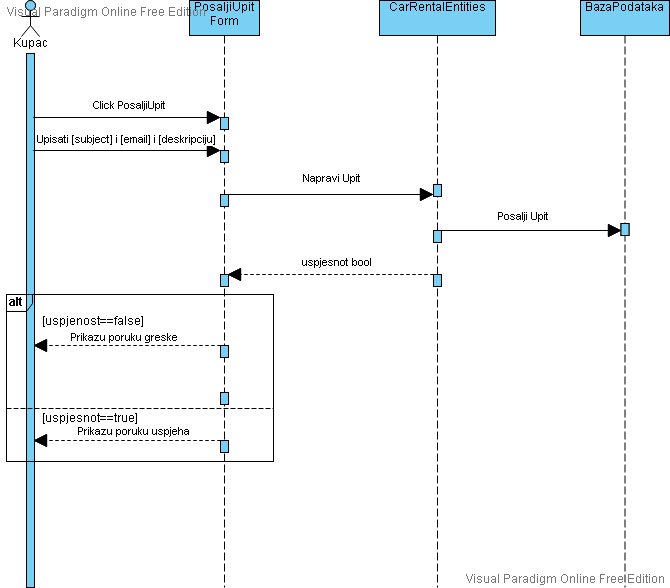 Visual Paradigm Online Free Edition
PosaljiUpit
Form
CarRentalEntities
BazaPodataka
Kupac
Click PosaljiUpit
Upisati [subject] i [email] i [deskripciju]
Napravi Upit
Posalji Upit
uspjesnot bool
alt
[uspjenost==false]
Prikazu poruku greske
[uspjesnot==true]
Prikazu poruku uspjeha
Visual Paradigm Online Free Edition